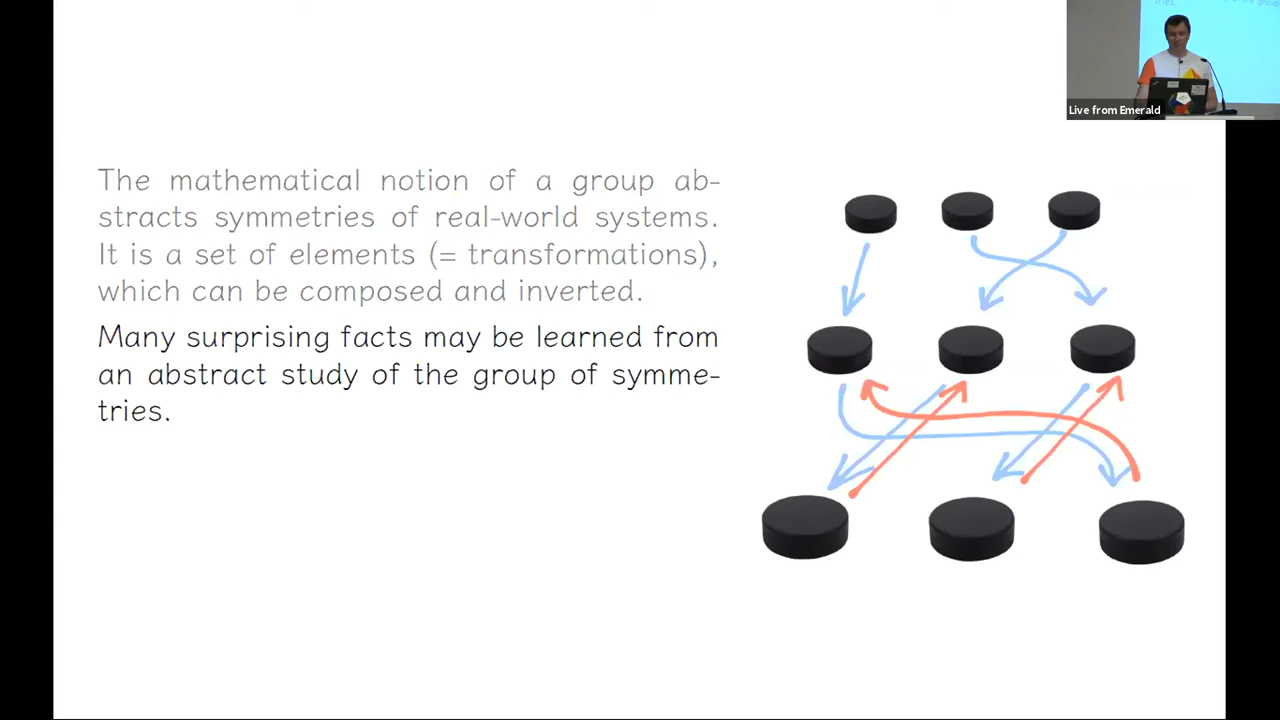 The mathematical notion of a group ab-
stracts symmetries of real-world systems.
It is a set of elements (= transformations),
which can be composed and inverted.
Many surprising facts may be learned from
an abstract study of the group of symme-
tries.
Live from Emerald